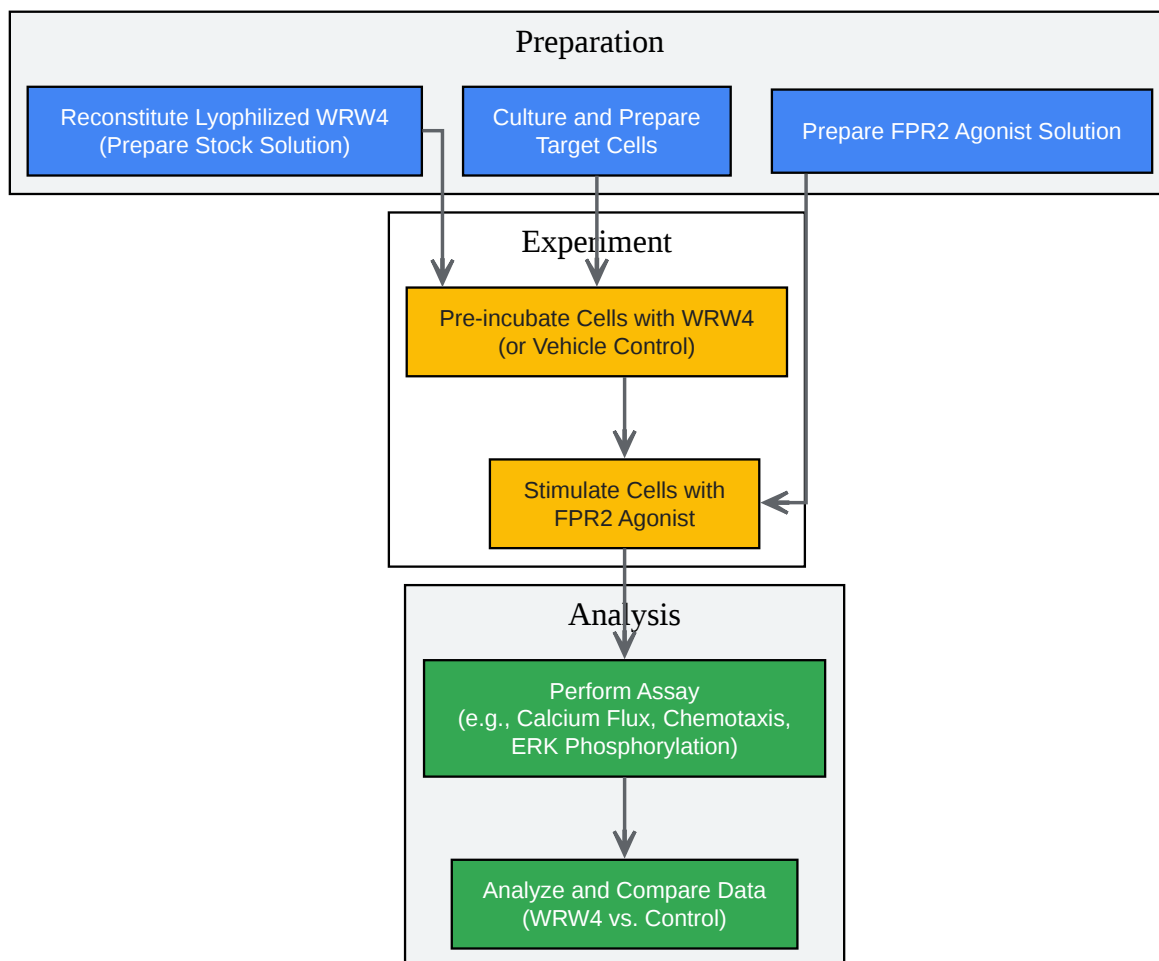 Preparation
Reconstitute Lyophilized WRW4
(Prepare Stock Solution)
Culture and Prepare
Target Cells
Prepare FPR2 Agonist Solution
Experiment
Pre-incubate Cells with WRW4
(or Vehicle Control)
Stimulate Cells with
FPR2 Agonist
Analysis
Perform Assay
(e.g., Calcium Flux, Chemotaxis,
ERK Phosphorylation)
Analyze and Compare Data
(WRW4 vs. Control)